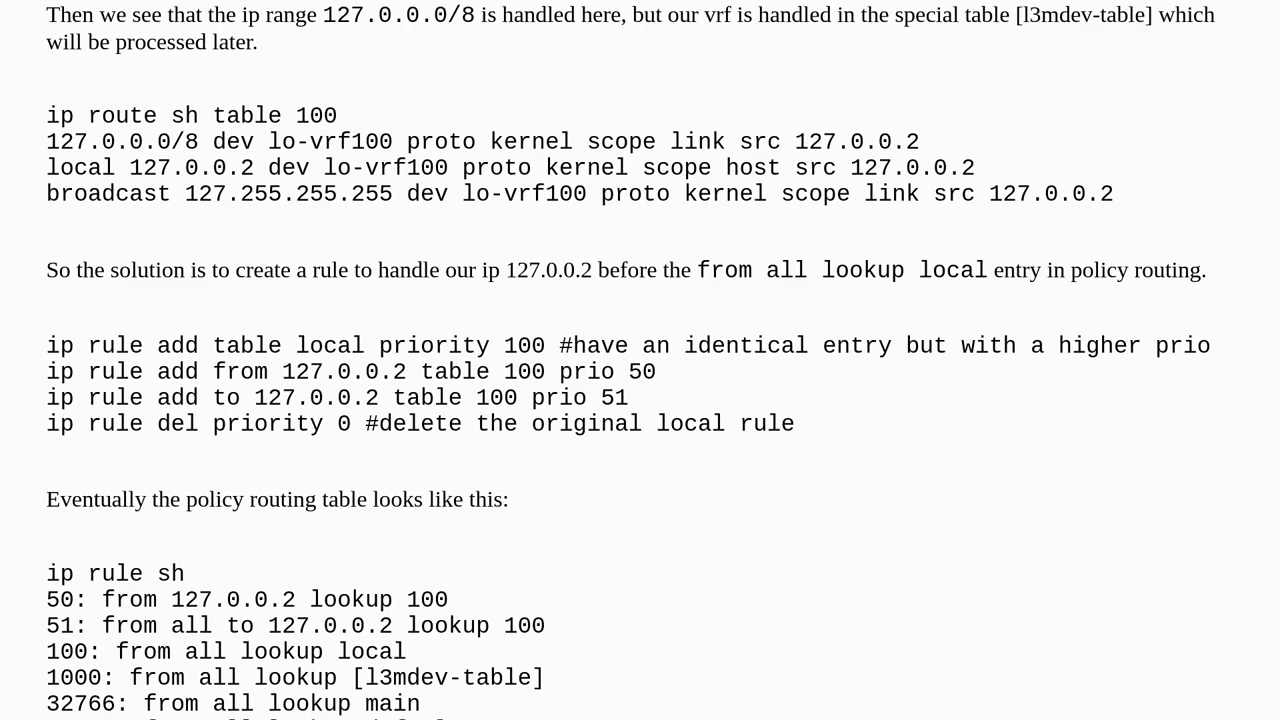 Then we see that the ip range 127.0.0.0/8 is handled here, but our vrf is handled in the special table [l3mdev-table] which
will be processed later.
ip route sh table 100
127.0.0.0/8 dev lo-vrf100 proto kernel scope link src 127.0.0.2
local 127.0.0.2 dev lo-vrf100 proto kernel scope host src 127.0.0.2
broadcast 127.255.255.255 dev lo-vrf100 proto kernel scope link src 127.0.0.2
So the solution is to create a rule to handle our ip 127.0.0.2 before the from all lookup local entry in policy routing.
ip rule add table local priority 100 #have an identical entry but with a higher prio
ip rule add from 127.0.0.2 table 100 prio 50
ip rule add to 127.0.0.2 table 100 prio 51
ip rule del priority 0 #delete the original local rule
Eventually the policy routing table looks like this:
ip rule sh
50: from 127.0.0.2 lookup 100
51: from all to 127.0.0.2 lookup 100
100: from all lookup local
1000: from all lookup [l3mdev-table]
32766: from all lookup main